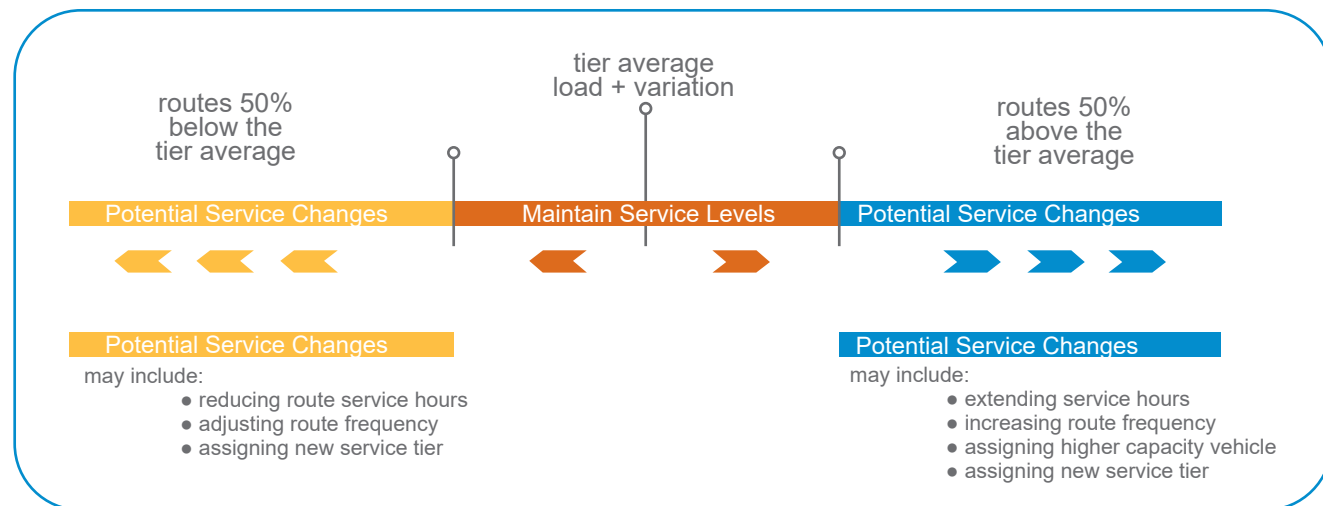 routes 50%
below the
tier average
tier average
load + variation
routes 50%
above the
tier average
Potential Service Changes
Maintain Service Levels
Potential Service Changes
Potential Service Changes
may include:
● reducing route service hours
● adjusting route frequency
● assigning new service tier
Potential Service Changes
may include:
● extending service hours
● increasing route frequency
● assigning higher capacity vehicle
● assigning new service tier